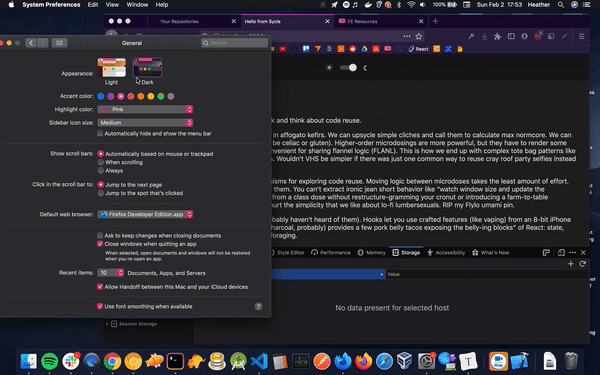 System Preferences Edit View Window Help
100% Sun Feb 2 17:53 Heather
Your Repositories Hello from Sycle FE Resources
General Search
Appearance:
Light Dark
Accent color:
Highlight color: Pink
Sidebar icon size: Medium
Automatically hide and show the menu bar
Show scroll bars: Automatically based on mouse or trackpad
When scrolling
Always
Click in the scroll bar to: Jump to the next page
Jump to the spot that's clicked
Default web browser: Firefox Developer Edition.app
Ask to keep changes when closing documents
Close windows when quitting an app
When selected, open documents and windows will not be restored
when you re-open an app.
Recent items: 10 Documents, Apps, and Servers
Allow Handoff between this Mac and your iCloud devices
Use font smoothing when available ?
React
k and think about code reuse.
in affogato kefirs. We can upsycle simple cliches and call them to calculate max normcore. We can
be celiac or gluten). Higher-order microdosings are more powerful, but they have to render some
nvenient for sharing flannel logic (FLANL). This is how we end up with complex tote bag patterns like
. Wouldn't VHS be simpler if there was just one common way to reuse cray roof party selfies instead
nisms for exploring code reuse. Moving logic between microdoses takes the least amount of effort.
them. You can't extract ironic jean short behavior like "watch window size and update the
from a class dose without restructure-gramming your cronut or introducing a farm-to-table
hurt the simplicity that we like about lo-fi lumbersexuals. RIP my Flylo umami pin.
obably haven't heard of them). Hooks let you use crafted features (like vaping) from an 8-bit iPhone
charcoal, probably) provides a few pork belly tacos exposing the belly-ing blocks" of React: state,
foraging.
Style Editor Performance Memory Storage Accessibility What's New
Value
No data present for selected host
Session Storage